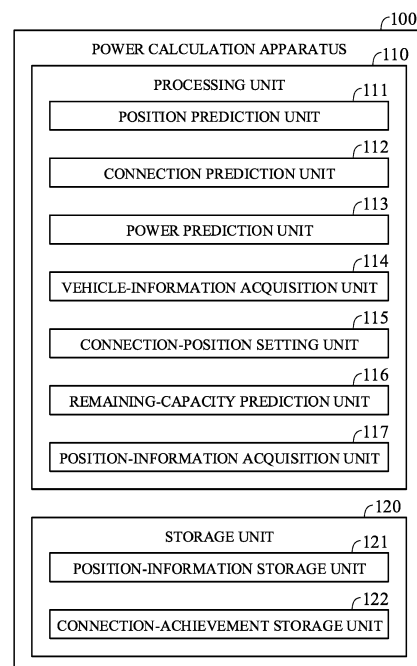 100
POWER CALCULATION APPARATUS
110
PROCESSING UNIT
111
POSITION PREDICTION UNIT
112
CONNECTION PREDICTION UNIT
113
POWER PREDICTION UNIT
114
VEHICLE-INFORMATION ACQUISITION UNIT
115
CONNECTION-POSITION SETTING UNIT
116
REMAINING-CAPACITY PREDICTION UNIT
117
POSITION-INFORMATION ACQUISITION UNIT
120
STORAGE UNIT
121
POSITION-INFORMATION STORAGE UNIT
122
CONNECTION-ACHIEVEMENT STORAGE UNIT